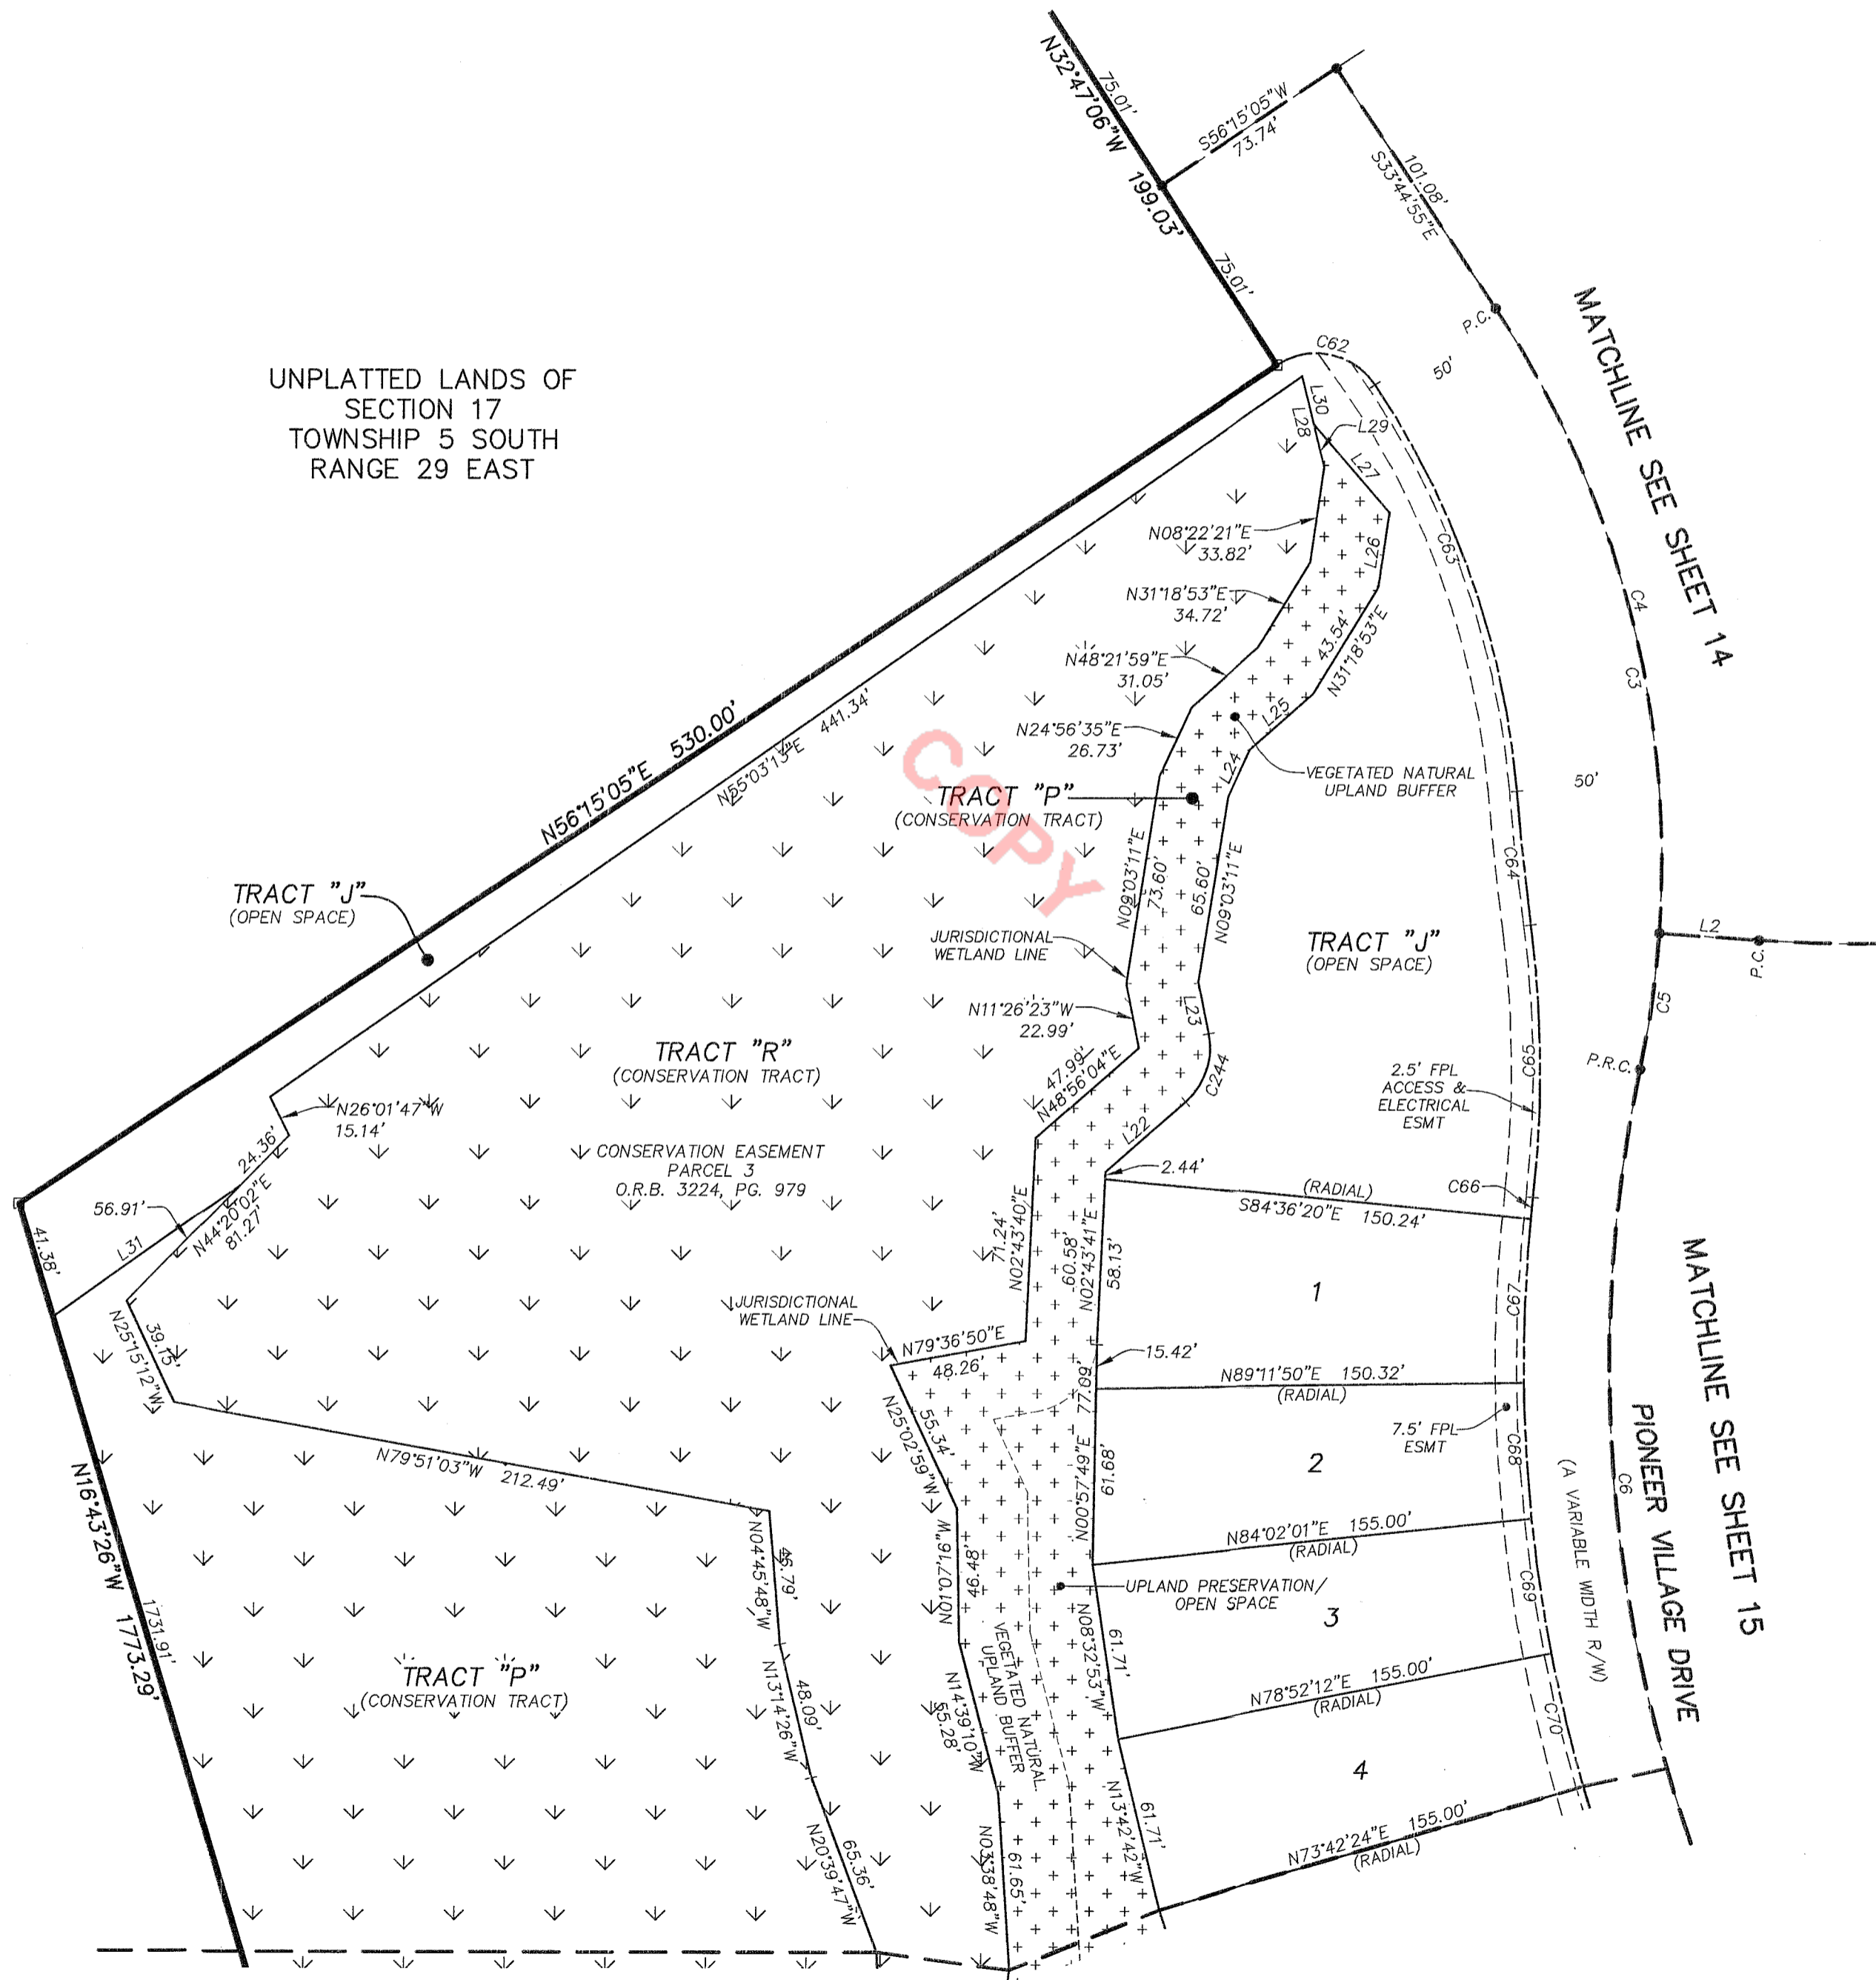 N32°47'06"W 199.03'
75.01'
75.01'
S56°15'05"W
73.74'
101.08'
S33°44'55"E
P.C.
50'
C62
MATCHLINE SEE SHEET 14
UNPLATTED LANDS OF
SECTION 17
TOWNSHIP 5 SOUTH
RANGE 29 EAST
L30
L28
L29
L27
L26
C63
C4
C3
N08°22'21"E
33.82'
N31°18'53"E
34.72'
N48°21'59"E
31.05'
N24°56'35"E
26.73'
43.54'
N31°18'53"E
L25
L24
VEGETATED NATURAL
UPLAND BUFFER
50'
N56°15'05"E 530.00'
N55°03'13"E 441.34'
COPY
TRACT "P"
(CONSERVATION TRACT)
TRACT "J"
(OPEN SPACE)
N09°03'11"E
73.60'
65.60'
N09°03'11"E
C64
JURISDICTIONAL
WETLAND LINE
TRACT "J"
(OPEN SPACE)
L2
P.C.
C5
N11°26'23"W
22.99'
L23
TRACT "R"
(CONSERVATION TRACT)
47.99'
N48°56'04"E
C244
C65
P.R.C.
2.5' FPL
ACCESS &
ELECTRICAL
ESMT
N26°01'47"W
15.14'
L22
CONSERVATION EASEMENT
PARCEL 3
O.R.B. 3224, PG. 979
24.36'
56.91'
N44°20'02"E
81.27'
L31
41.38'
2.44'
C66
(RADIAL)
S84°36'20"E 150.24'
71.24'
N02°43'40"E
60.58'
N02°43'41"E
58.13'
1
C67
MATCHLINE SEE SHEET 15
JURISDICTIONAL
WETLAND LINE
39.15'
N25°15'12"W
N79°36'50"E
48.26'
15.42'
N89°11'50"E 150.32'
(RADIAL)
77.09'
N00°57'49"E
61.68'
7.5' FPL
ESMT
C68
2
55.34'
N25°02'59"W
N79°51'03"W 212.49'
C6
PIONEER VILLAGE DRIVE
(A VARIABLE WIDTH R/W)
N16°43'26"W 1773.29'
1731.91'
46.79'
N04°45'48"W
N01°07'16"W
46.48'
N84°02'01"E 155.00'
(RADIAL)
UPLAND PRESERVATION/
OPEN SPACE
3
C69
VEGETATED NATURAL
UPLAND BUFFER
N08°32'53"W
61.71'
TRACT "P"
(CONSERVATION TRACT)
48.09'
N13°14'26"W
N14°39'10"W
55.28'
N78°52'12"E 155.00'
(RADIAL)
C70
4
65.36'
N20°39'47"W
N03°38'48"W
61.65'
N13°42'42"W
61.71'
N73°42'24"E 155.00'
(RADIAL)